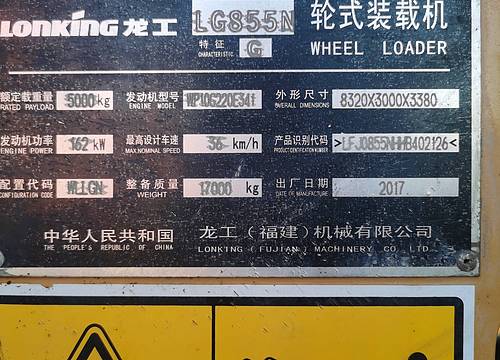 LONKING 龙工 LG855N 轮式装载机
特征 G
CHARACTERISTIC
WHEEL LOADER
额定载重量 5000 kg 发动机型号 WP10G220E341 外形尺寸 8320X3000X3380
RATED PAYLOAD ENGINE MODEL OVERALL DIMENSIONS
发动机功率 162 kW 最高设计车速 36 km/h 产品识别代码 >LFJ0855NHHB402126<
ENGINE POWER MAX.NOMINAL SPEED PRODUCT IDENTIFICATION NUMBER
配置代码 整备质量 17000 kg 出厂日期 2017.
CONFIGURATION CODE WEIGHT DATE OF MANUFACTURE
中华人民共和国 龙工(福建)机械有限公司
THE PEOPLE'S REPUBLIC OF CHINA LONKING (FUJIAN) MACHINERY CO LTD